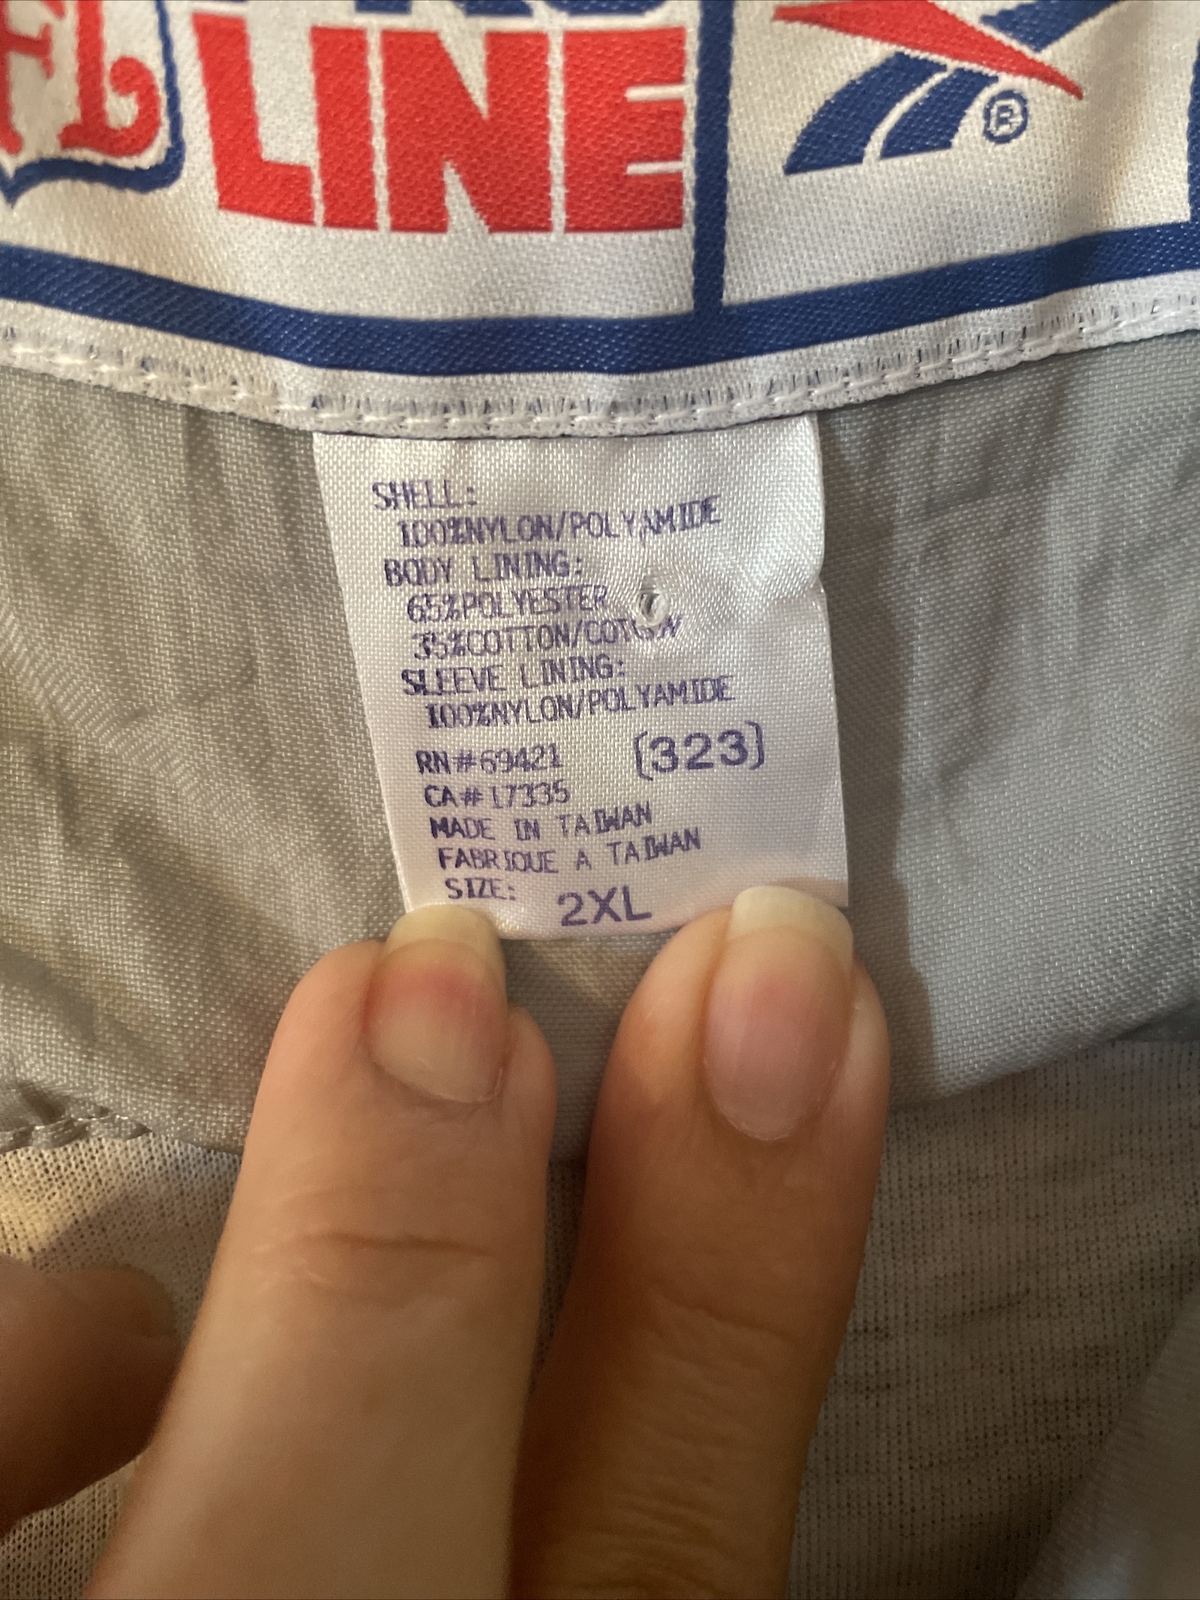 FL
LINE
®
SHELL:
100%NYLON/POLYAMIDE
BODY LINING:
65%POLYESTER
35%COTTON/COTON
SLEEVE LINING:
100%NYLON/POLYAMIDE
RN#69421 [323]
CA#17335
MADE IN TAIWAN
FABRIQUE A TAIWAN
SIZE: 2XL